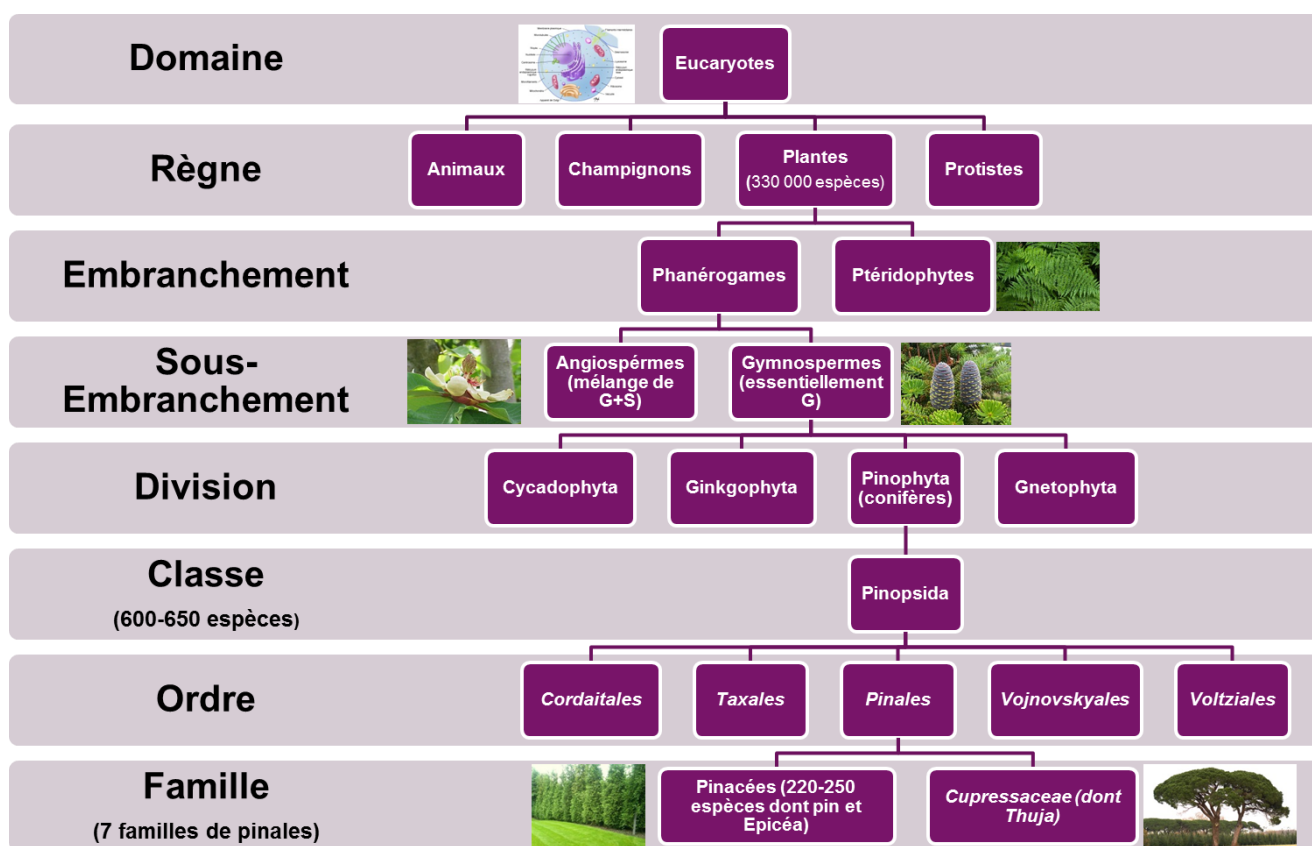 Domaine
Eucaryotes
Règne
Animaux
Champignons
Plantes
(330 000 espèces)
Protistes
Embranchement
Phanérogames
Ptéridophytes
Sous-
Embranchement
Angiospérmes
(mélange de
G+S)
Gymnospermes
(essentiellement
G)
Division
Cycadophyta
Ginkgophyta
Pinophyta
(conifères)
Gnetophyta
Classe
(600-650 espèces)
Pinopsida
Ordre
Cordaitales
Taxales
Pinales
Vojnovskyales
Voltziales
Famille
(7 familles de pinales)
Pinacées (220-250
espèces dont pin et
Epicéa)
Cupressaceae (dont
Thuja)